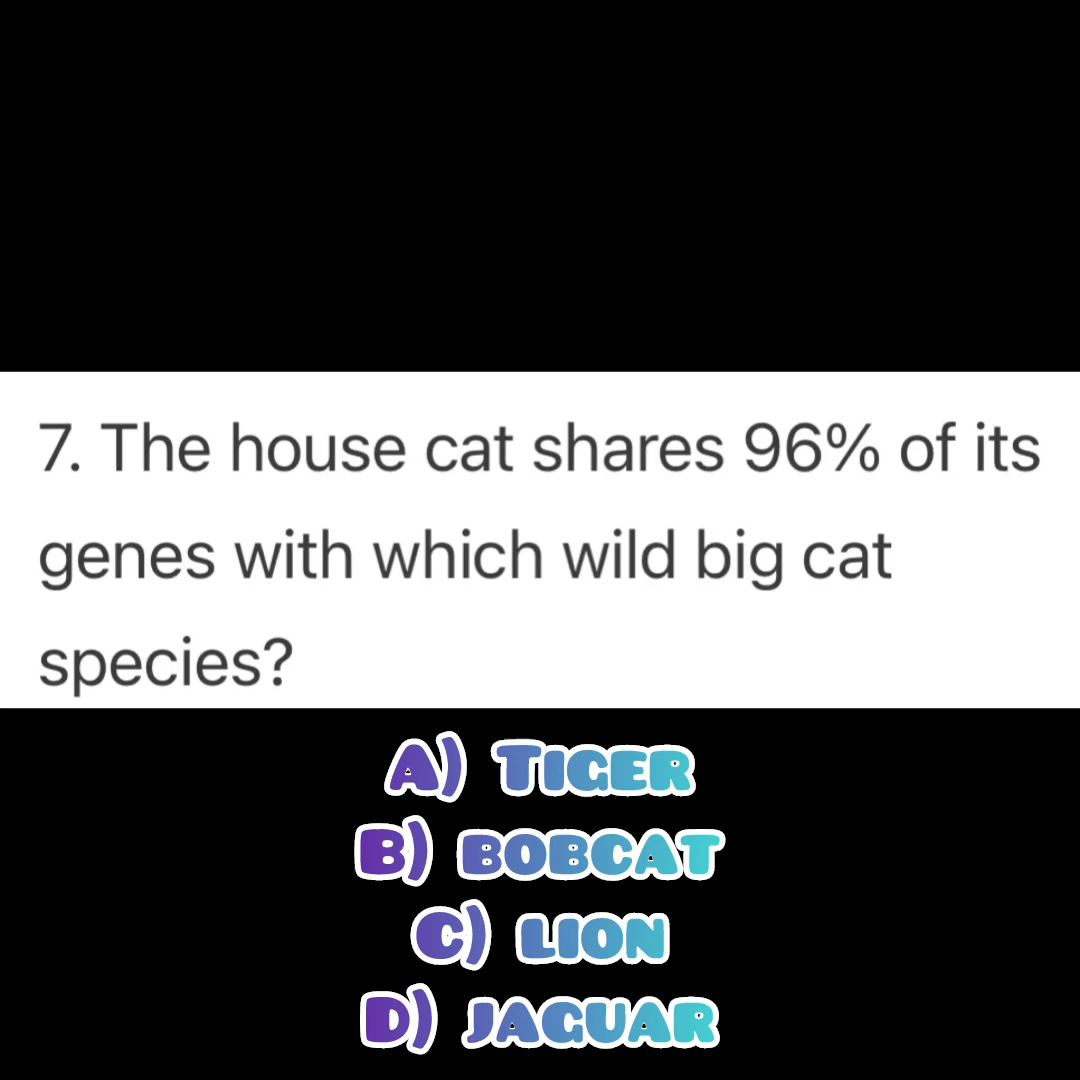 7. The house cat shares 96% of its
genes with which wild big cat
species?
A) TIGER
B) BOBCAT
C) LION
D) JAGUAR